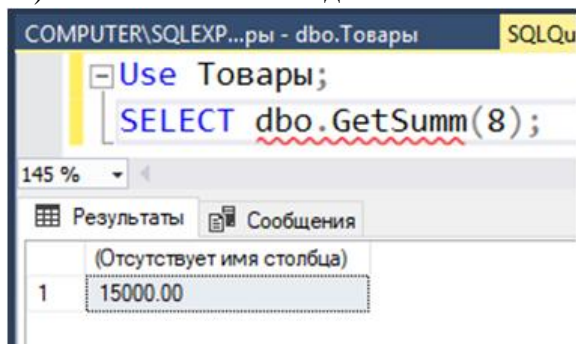 COMPUTER\SQLEXP...ры - dbo.Товары SQLQu
Use Товары;
SELECT dbo.GetSumm(8);
145 %
Результаты Сообщения
(Отсутствует имя столбца)
1 15000.00